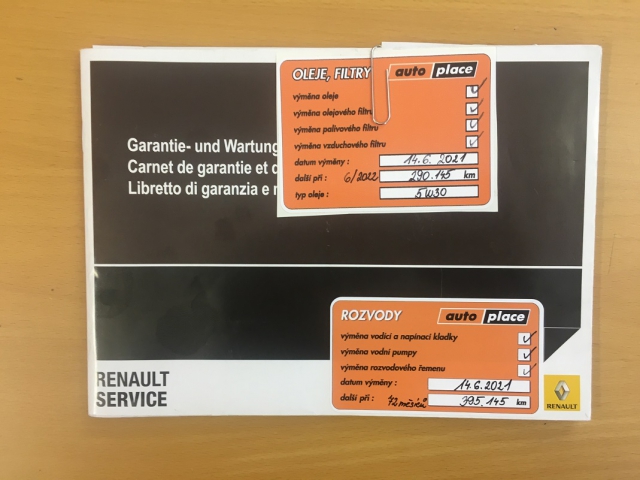 OLEJE, FILTRY auto place
výměna oleje
výměna olejového filtru
výměna palivového filtru
výměna vzduchového filtru
datum výměny : 14.6.2021
další při : 6/2022 290.145 km
typ oleje : 5W30
Garantie- und Wartung
Carnet de garantie et d
Libretto di garanzia e
ROZVODY auto place
výměna vodící a napínací kladky
výměna vodní pumpy
výměna rozvodového řemenu
datum výměny : 14.6.2021
další při : 72 měsíců 395.145 km
RENAULT
SERVICE
RENAULT